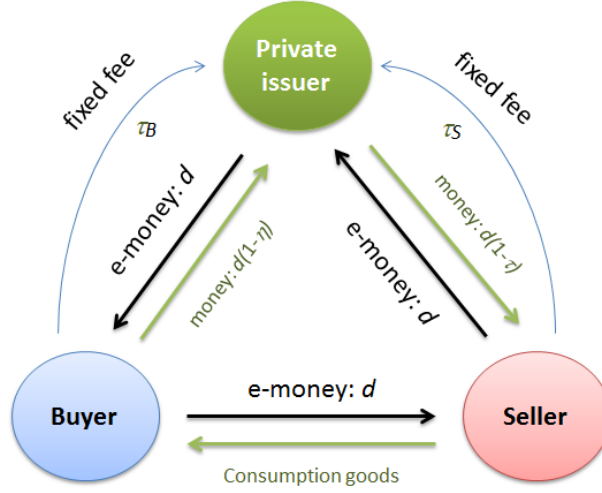 Private
issuer
fixed fee
fixed fee
τB
τS
e-money: d
money: d(1-η)
money: d(1-τ)
e-money: d
Buyer
e-money: d
Seller
Consumption goods